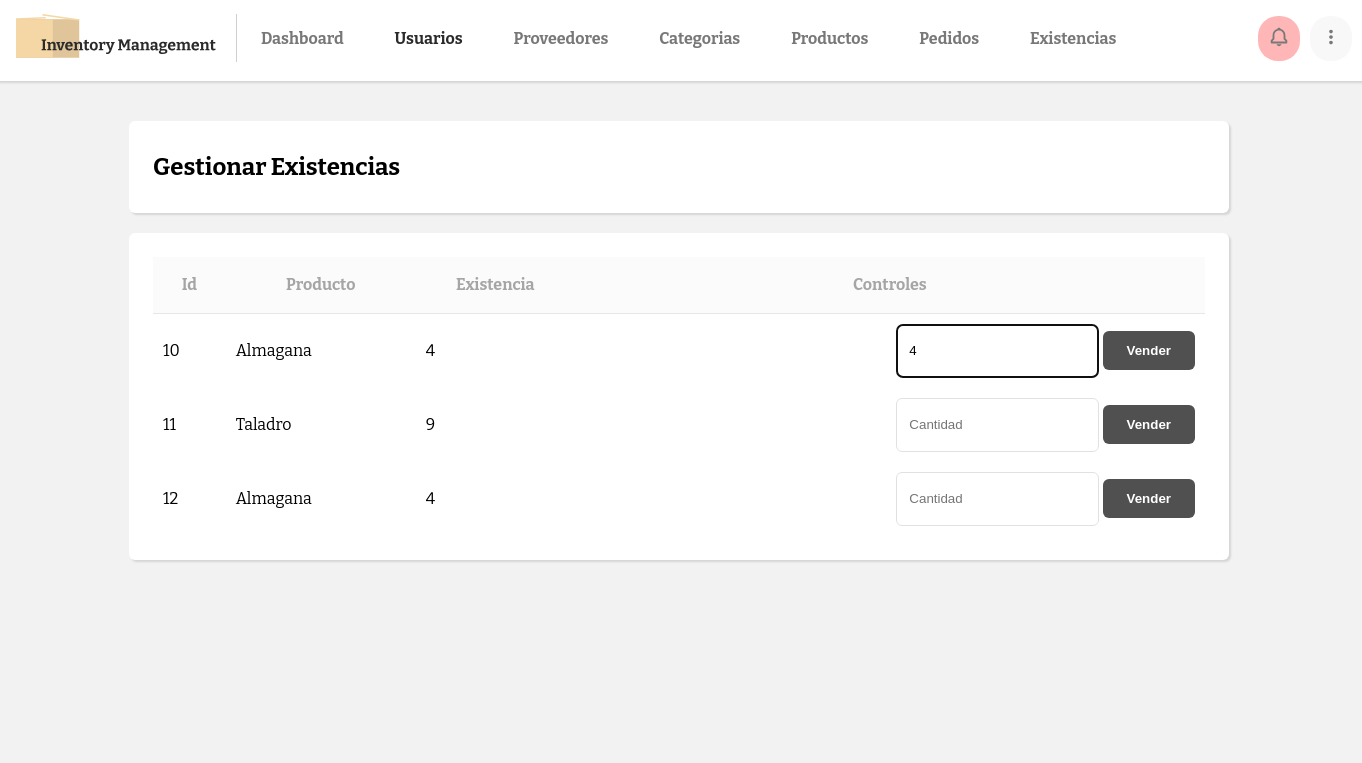 Inventory Management Dashboard Usuarios Proveedores Categorias Productos Pedidos Existencias
Gestionar Existencias
Id Producto Existencia Controles
10 Almagana 4 4 Vender
11 Taladro 9 Cantidad Vender
12 Almagana 4 Cantidad Vender